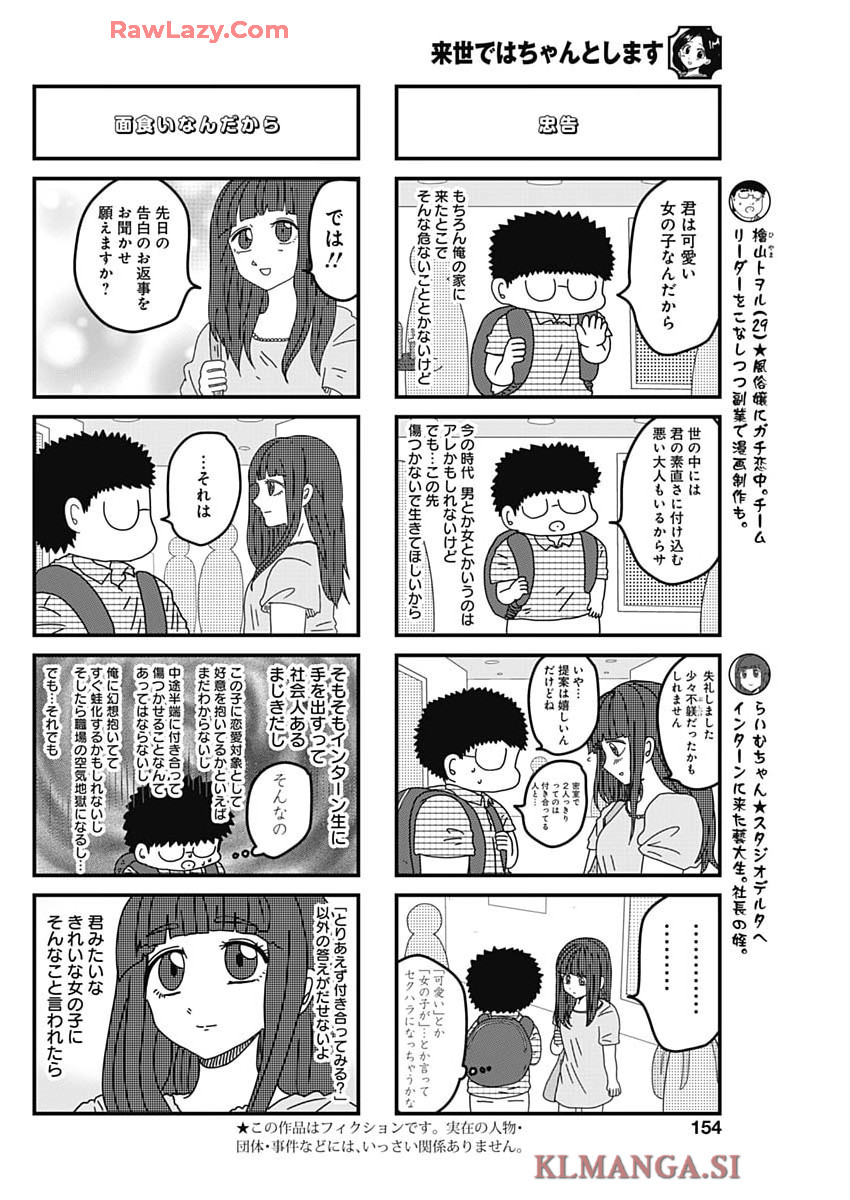 RawLazy.Com
来世ではちゃんとします
忠告
君は可愛い
女の子なんだから
もちろん俺の家に
来たとこで
そんな危ないこととかないけど
世の中には
君の素直さに付け込む
悪い大人もいるからサ
今の時代 男とか女とかいうのは
アレかもしれないけど
でも…この先
傷つかないで生きてほしいから
失礼しました
少々不躾だったかも
しれません
ぶしつけ
いや…
提案は嬉しいん
だけどね
密室で
2人っきり
ってのは
付き合ってる
人と…
…………
…………
「可愛い」とか
「女の子が」…とか言って
セクハラになっちゃうかな
面食いなんだから
では!!
先日の
告白のお返事を
お聞かせ
願えますか?
…それは
そもそもインターン生に
手を出すって
社会人ある
まじきだし
この子に恋愛対象として
好意を抱いてるかといえば
まだわからないし
中途半端に付き合って
傷つかせることなんて
あってはならないし
俺に幻想抱いてて
すぐ蛙化するかもしれないし
そしたら職場の空気地獄になるし…
でも…それでも
そんなの
「とりあえず付き合ってみる?」
以外の答えがだせないよ
君みたいな
きれいな女の子に
そんなこと言われたら
檜山トヲル(29)★風俗嬢にガチ恋中。チーム
ひやま
リーダーをこなしつつ副業で漫画制作も。
らいむちゃん★スタジオデルタへ
インターンに来た藝大生。社長の姪。
★この作品はフィクションです。実在の人物・
団体・事件などには、いっさい関係ありません。
154
KLMANGA.SI